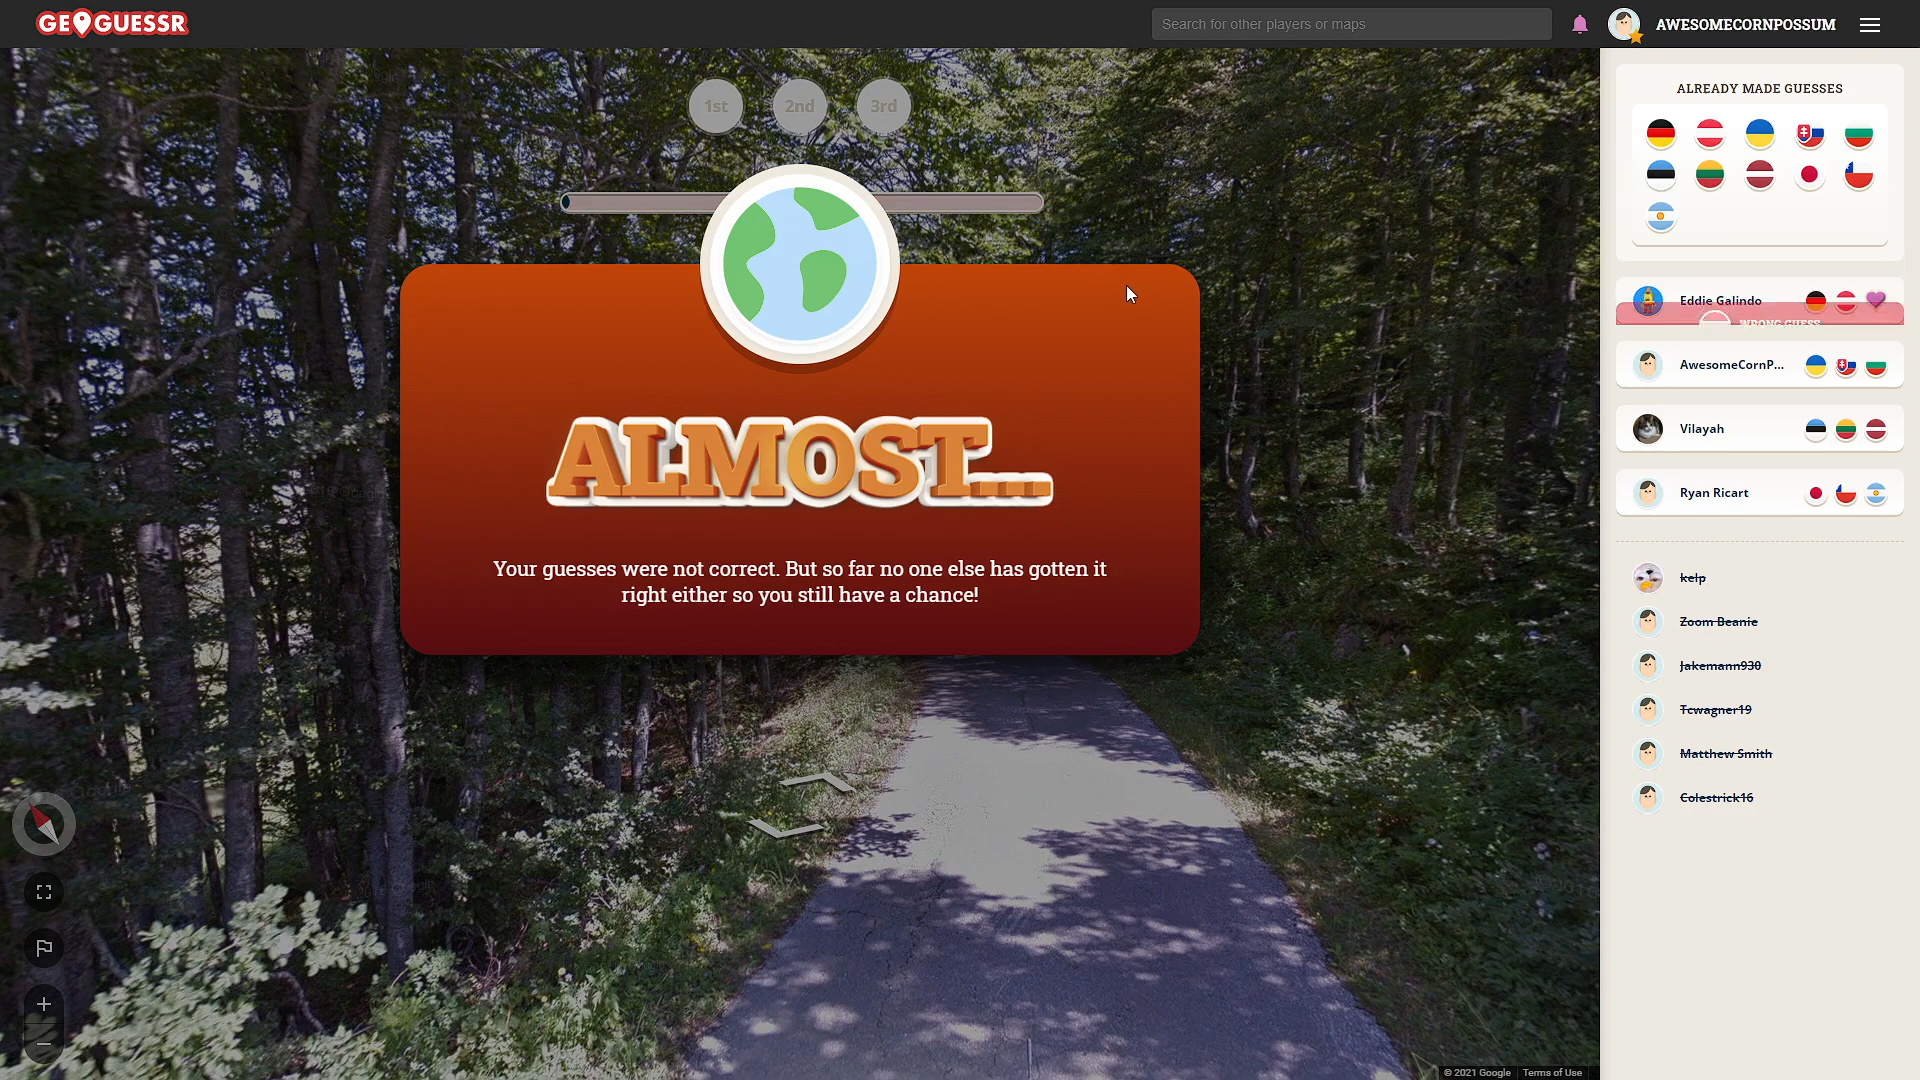 GEOGUESSR
Search for other players or maps
AWESOMECORNPOSSUM
1st
2nd
3rd
ALMOST...
Your guesses were not correct. But so far no one else has gotten it
right either so you still have a chance!
ALREADY MADE GUESSES
Eddie Galindo
WRONG GUESS
AwesomeCornP...
Vilayah
Ryan Ricart
kelp
Zoom Beanie
Jakemann930
Tcwagner19
Matthew Smith
Colestrick16
© 2021 Google
Terms of Use